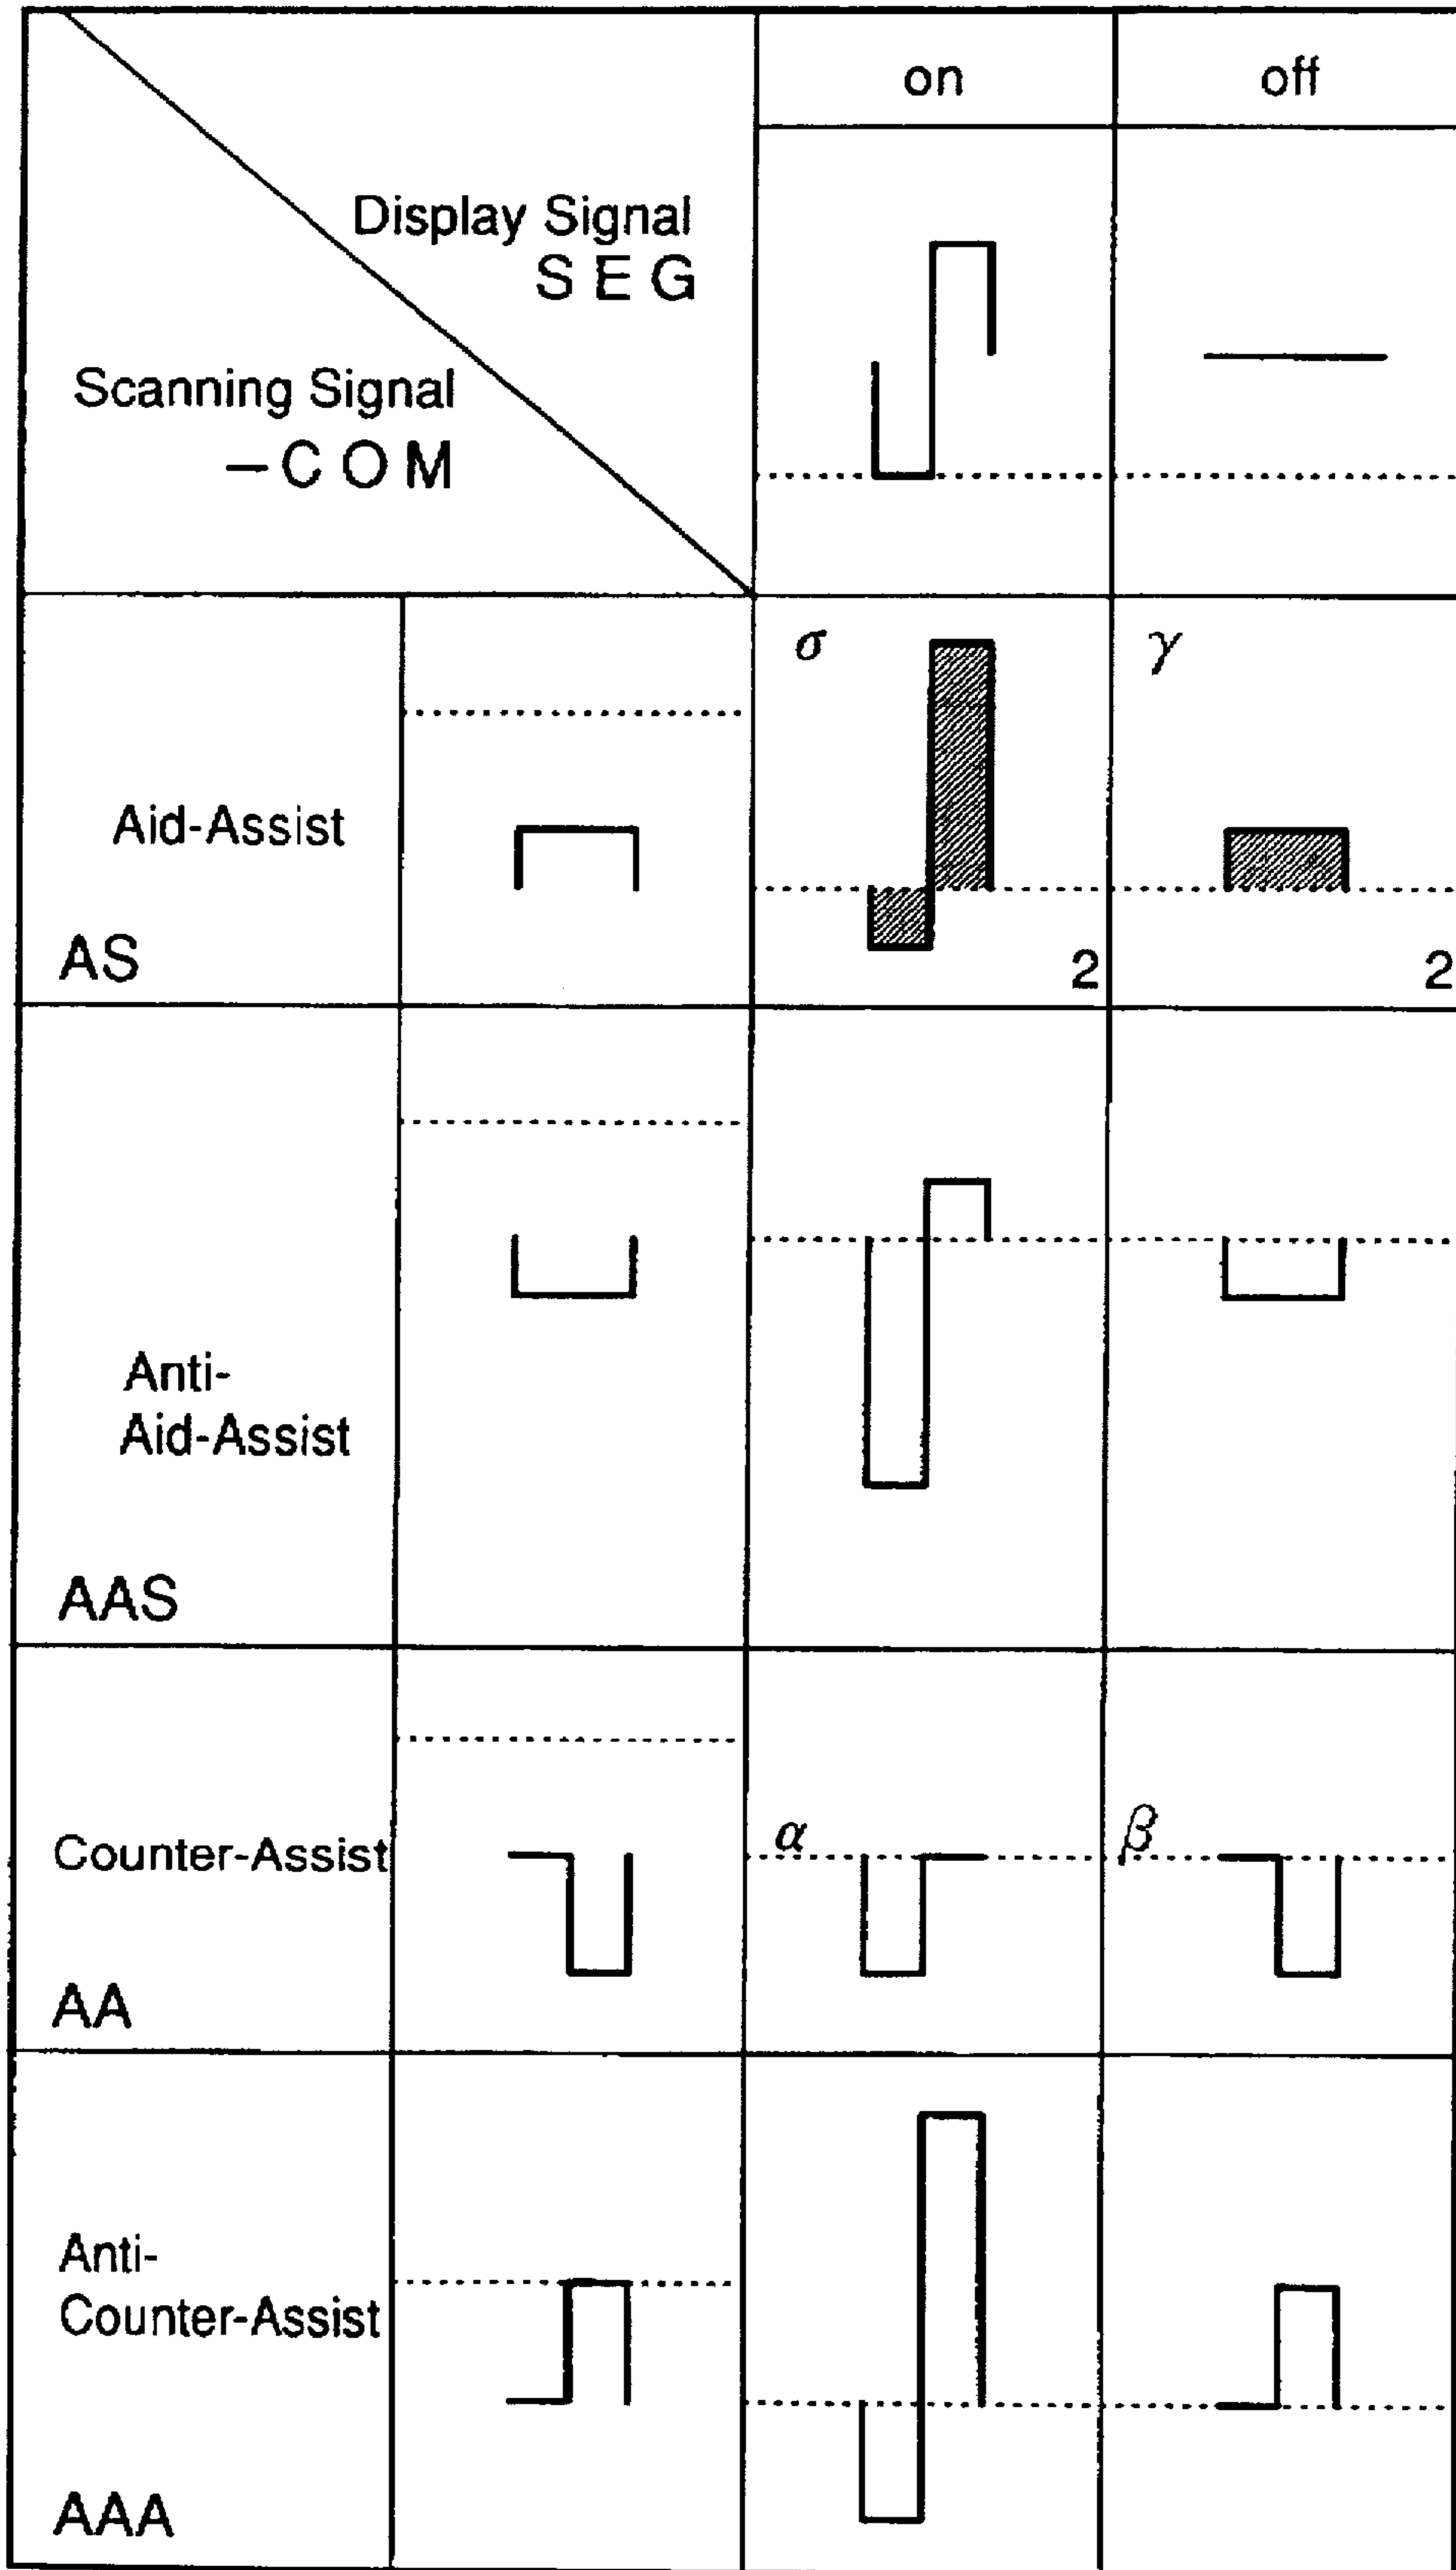 on
off
Display Signal
S E G
Scanning Signal
–C O M
σ
γ
Aid-Assist
AS
2
2
Anti-
Aid-Assist
AAS
Counter-Assist
α
β
AA
Anti-
Counter-Assist
AAA